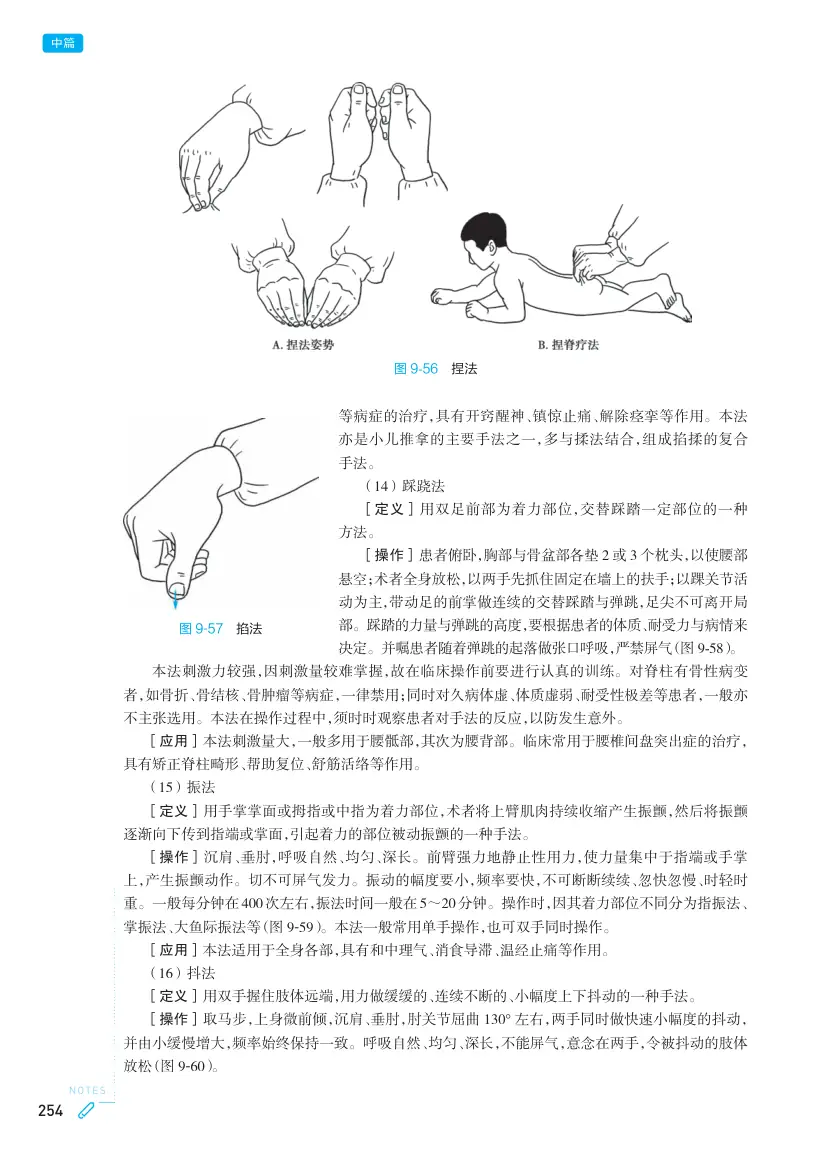 中篇
A. 捏法姿势
B. 捏脊疗法
图 9-56 捏法
等病症的治疗,具有开窍醒神、镇惊止痛、解除痉挛等作用。本法
亦是小儿推拿的主要手法之一,多与揉法结合,组成掐揉的复合
手法。
(14)踩跷法
[定义] 用双足前部为着力部位,交替踩踏一定部位的一种
方法。
[操作] 患者俯卧,胸部与骨盆部各垫 2 或 3 个枕头,以使腰部
悬空;术者全身放松,以两手先抓住固定在墙上的扶手;以踝关节活
动为主,带动足的前掌做连续的交替踩踏与弹跳,足尖不可离开局
部。踩踏的力量与弹跳的高度,要根据患者的体质、耐受力与病情来
决定。并嘱患者随着弹跳的起落做张口呼吸,严禁屏气(图 9-58)。
图 9-57 掐法
本法刺激力较强,因刺激量较难掌握,故在临床操作前要进行认真的训练。对脊柱有骨性病变
者,如骨折、骨结核、骨肿瘤等病症,一律禁用;同时对久病体虚、体质虚弱、耐受性极差等患者,一般亦
不主张选用。本法在操作过程中,须时时观察患者对手法的反应,以防发生意外。
[应用] 本法刺激量大,一般多用于腰骶部,其次为腰背部。临床常用于腰椎间盘突出症的治疗,
具有矫正脊柱畸形、帮助复位、舒筋活络等作用。
(15)振法
[定义] 用手掌掌面或拇指或中指为着力部位,术者将上臂肌肉持续收缩产生振颤,然后将振颤
逐渐向下传到指端或掌面,引起着力的部位被动振颤的一种手法。
[操作] 沉肩、垂肘,呼吸自然、均匀、深长。前臂强力地静止性用力,使力量集中于指端或手掌
上,产生振颤动作。切不可屏气发力。振动的幅度要小,频率要快,不可断断续续、忽快忽慢、时轻时
重。一般每分钟在 400 次左右,振法时间一般在 5～20 分钟。操作时,因其着力部位不同分为指振法、
掌振法、大鱼际振法等(图 9-59)。本法一般常用单手操作,也可双手同时操作。
[应用] 本法适用于全身各部,具有和中理气、消食导滞、温经止痛等作用。
(16)抖法
[定义] 用双手握住肢体远端,用力做缓缓的、连续不断的、小幅度上下抖动的一种手法。
[操作] 取马步,上身微前倾,沉肩、垂肘,肘关节屈曲 130° 左右,两手同时做快速小幅度的抖动,
并由小缓慢增大,频率始终保持一致。呼吸自然、均匀、深长,不能屏气,意念在两手,令被抖动的肢体
放松(图 9-60)。
NOTES
254